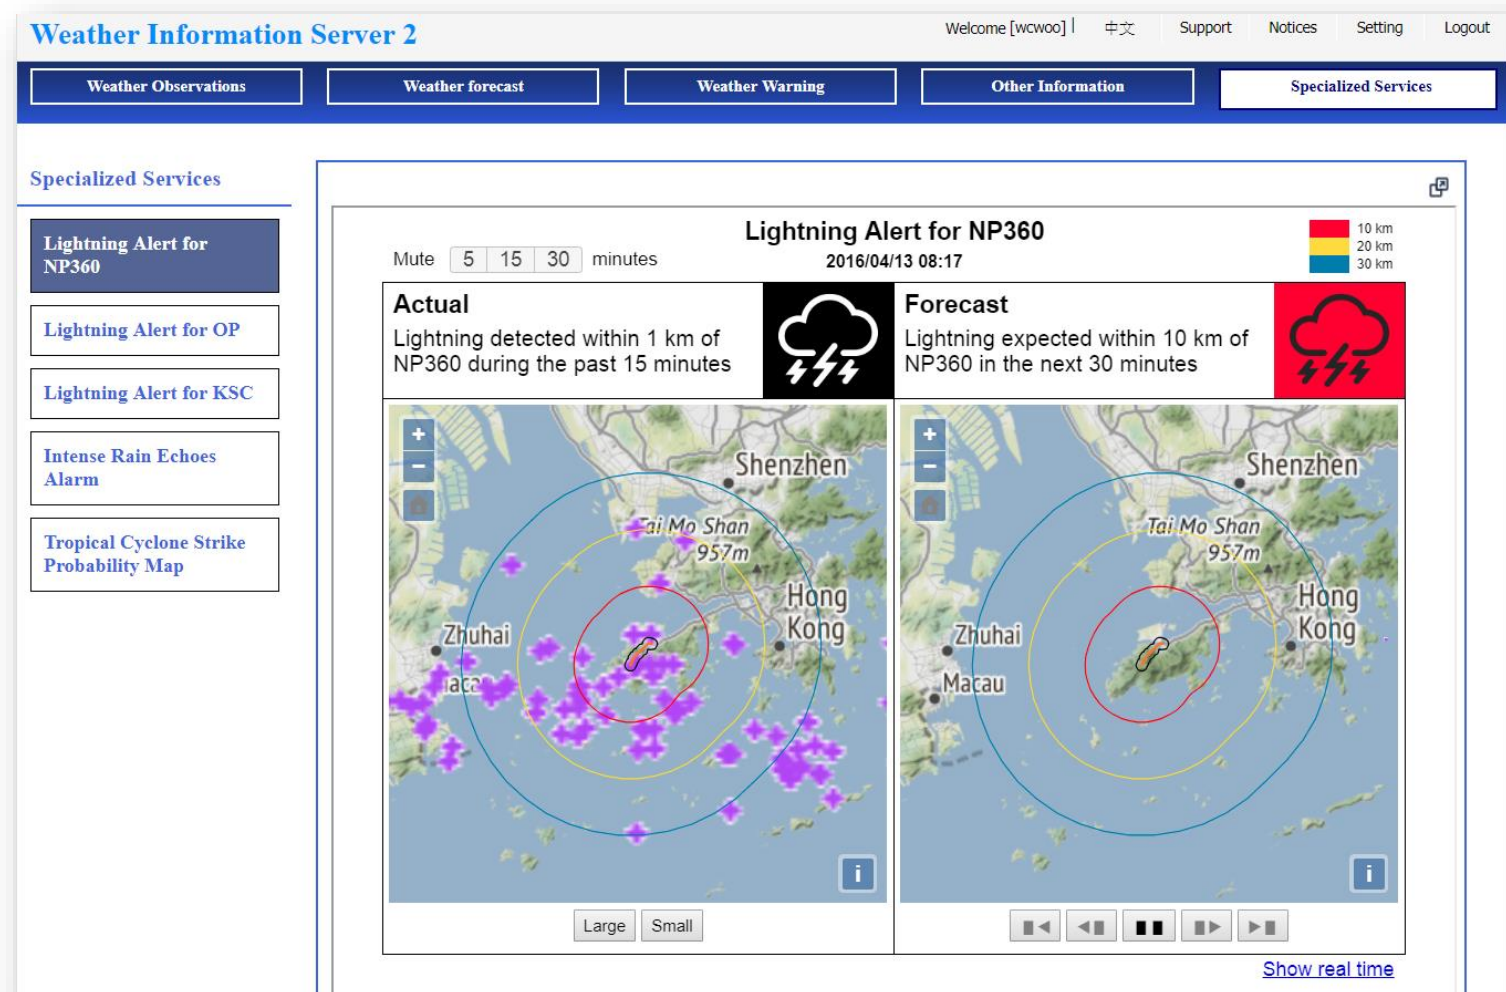 Weather Information Server 2
Welcome [wcwoo] | 中文 Support Notices Setting Logout
Weather Observations Weather forecast Weather Warning Other Information Specialized Services
Specialized Services
Lightning Alert for
NP360
Lightning Alert for OP
Lightning Alert for KSC
Intense Rain Echoes
Alarm
Tropical Cyclone Strike
Probability Map
Lightning Alert for NP360
Mute 5 15 30 minutes
2016/04/13 08:17
10 km
20 km
30 km
Actual
Lightning detected within 1 km of
NP360 during the past 15 minutes
Forecast
Lightning expected within 10 km of
NP360 in the next 30 minutes
+
−
Shenzhen
Tai Mo Shan
957m
Hong
Kong
Zhuhai
i
Large Small
+
−
Shenzhen
Tai Mo Shan
957m
Hong
Kong
Zhuhai
Macau
i
Show real time